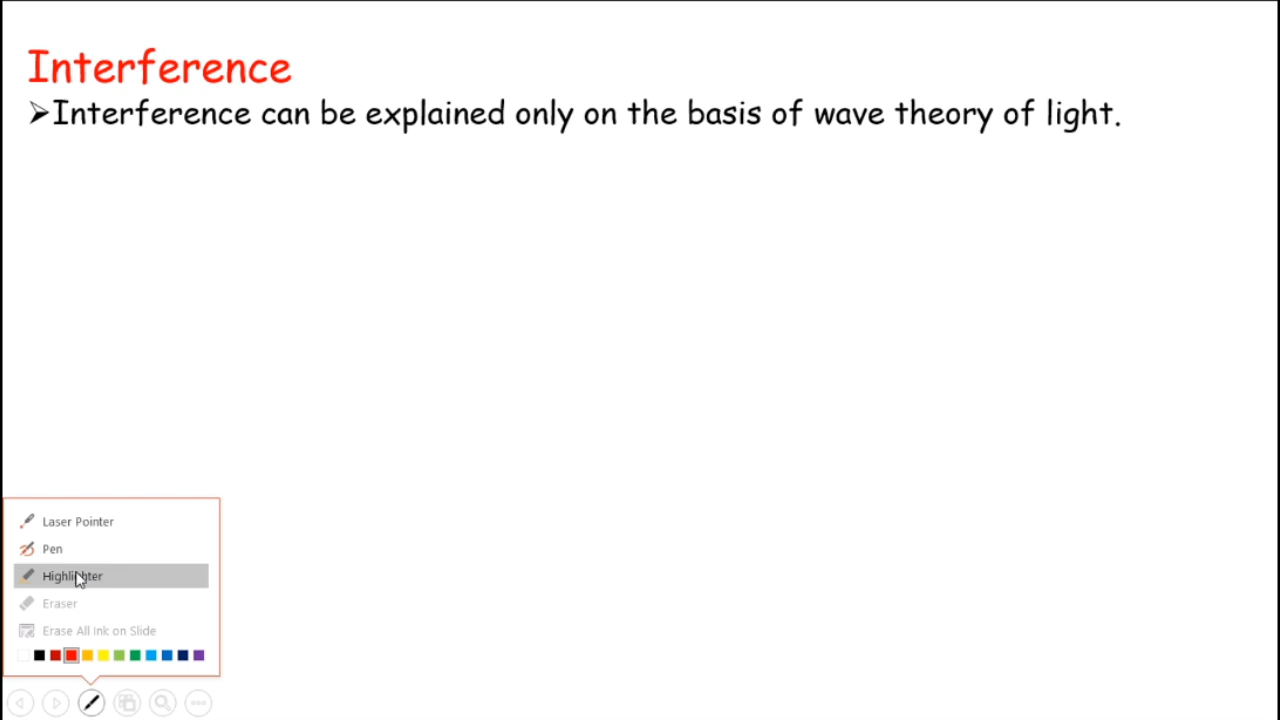 Interference
➢Interference can be explained only on the basis of wave theory of light.
Laser Pointer
Pen
Highlighter
Eraser
Erase All Ink on Slide